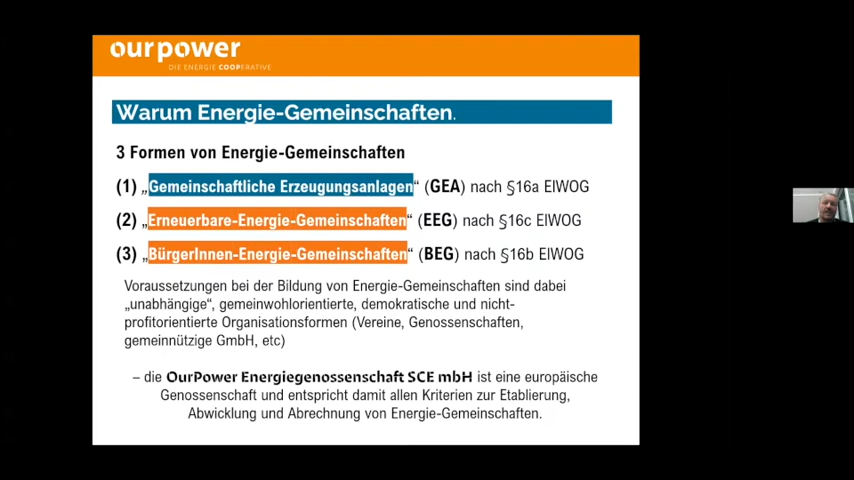 ourpower
DIE ENERGIE COOPERATIVE
Warum Energie-Gemeinschaften.
3 Formen von Energie-Gemeinschaften
(1) „Gemeinschaftliche Erzeugungsanlagen“ (GEA) nach §16a ElWOG
(2) „Erneuerbare-Energie-Gemeinschaften“ (EEG) nach §16c ElWOG
(3) „BürgerInnen-Energie-Gemeinschaften“ (BEG) nach §16b ElWOG
Voraussetzungen bei der Bildung von Energie-Gemeinschaften sind dabei
„unabhängige“, gemeinwohlorientierte, demokratische und nicht-
profitorientierte Organisationsformen (Vereine, Genossenschaften,
gemeinnützige GmbH, etc)
– die OurPower Energiegenossenschaft SCE mbH ist eine europäische
Genossenschaft und entspricht damit allen Kriterien zur Etablierung,
Abwicklung und Abrechnung von Energie-Gemeinschaften.